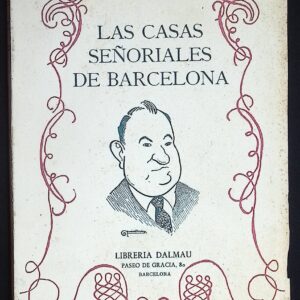 LAS CASAS
SEÑORIALES
DE BARCELONA
LIBRERIA DALMAU
PASEO DE GRACIA, 80
BARCELONA